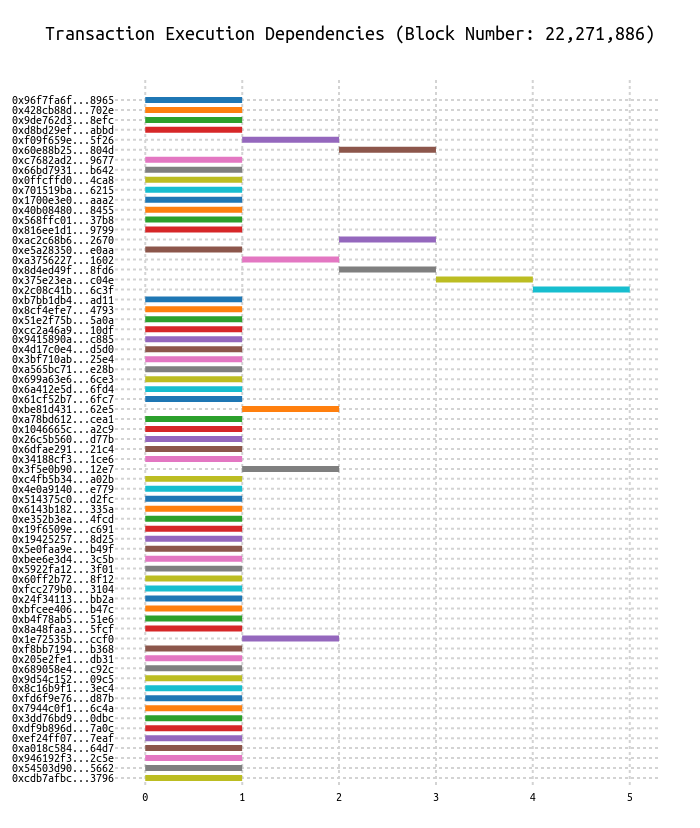 Transaction Execution Dependencies (Block Number: 22,271,886)
0x96f7fa6f...8965
0x428cb88d...702e
0x9de762d3...8efc
0xd8bd29ef...abbd
0xf09f659e...5f26
0x60e88b25...804d
0xc7682ad2...9677
0x66bd7931...b642
0x0ffcffd0...4ca8
0x701519ba...6215
0x1700e3e0...aaa2
0x40b08480...8455
0x568ffc01...37b8
0x816ee1d1...9799
0xac2c68b6...2670
0xe5a28350...e0aa
0xa3756227...1602
0x8d4ed49f...8fd6
0x375e23ea...c04e
0x2c08c41b...6c3f
0xb7bb1db4...ad11
0x8cf4efe7...4793
0x51e2f75b...5a0a
0xcc2a46a9...10df
0x9415890a...c885
0x4d17c0e4...d5d0
0x3bf710ab...25e4
0xa565bc71...e28b
0x699a63e6...6ce3
0x6a412e5d...6fd4
0x61cf52b7...6fc7
0xbe81d431...62e5
0xa78bd612...cea1
0x1046665c...a2c9
0x26c5b560...d77b
0x6dfae291...21c4
0x34188cf3...1ce6
0x3f5e0b90...12e7
0xc4fb5b34...a02b
0x4e0a9140...e779
0x514375c0...d2fc
0x6143b182...335a
0xe352b3ea...4fcd
0x19f6509e...c691
0x19425257...8d25
0x5e0faa9e...b49f
0xbee6e3d4...3c5b
0x5922fa12...3f01
0x60ff2b72...8f12
0xfcc279b0...3104
0x24f34113...bb2a
0xbfcee406...b47c
0xb4f78ab5...51e6
0x8a48faa3...5fcf
0x1e72535b...ccf0
0xf8bb7194...b368
0x205e2fe1...db31
0x689058e4...c92c
0x9d54c152...09c5
0x8c16b9f1...3ec4
0xfd6f9e76...d87b
0x7944c0f1...6c4a
0x3dd76bd9...0dbc
0xdf9b896d...7a0c
0xef24ff07...7eaf
0xa018c584...64d7
0x946192f3...2c5e
0x54503d90...5662
0xcdb7afbc...3796
0 1 2 3 4 5